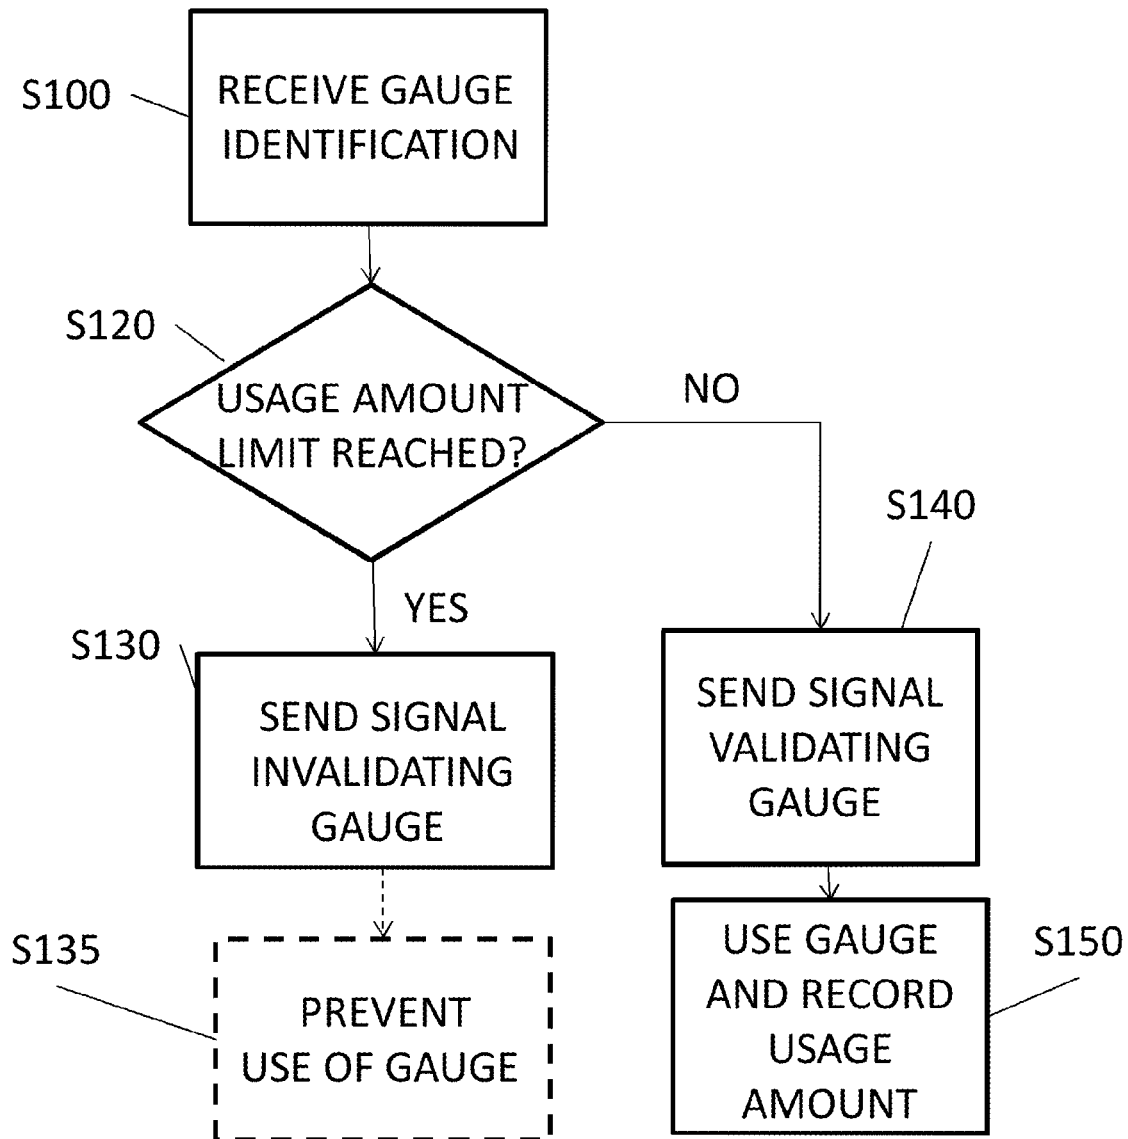 S100
RECEIVE GAUGE
IDENTIFICATION
S120
USAGE AMOUNT
LIMIT REACHED?
NO
YES
S140
S130
SEND SIGNAL
INVALIDATING
GAUGE
SEND SIGNAL
VALIDATING
GAUGE
S135
PREVENT
USE OF GAUGE
USE GAUGE
AND RECORD
USAGE
AMOUNT
S150